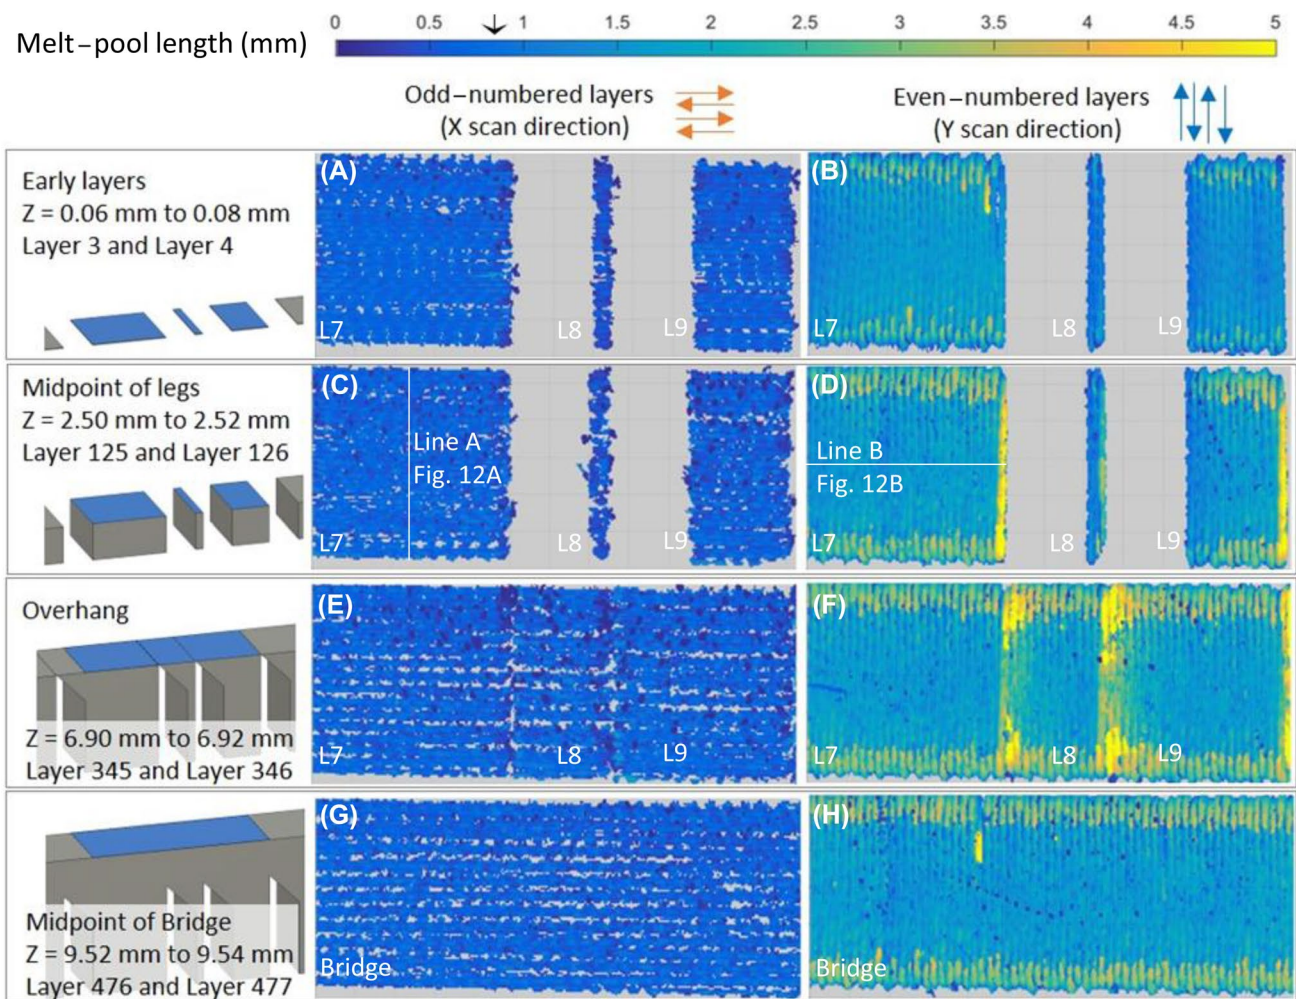 0 0.5 1 1.5 2 2.5 3 3.5 4 4.5 5
Melt–pool length (mm)
Odd–numbered layers
(X scan direction)
Even–numbered layers
(Y scan direction)
Early layers
Z = 0.06 mm to 0.08 mm
Layer 3 and Layer 4
(A)
L7 L8 L9
(B)
L7 L8 L9
Midpoint of legs
Z = 2.50 mm to 2.52 mm
Layer 125 and Layer 126
(C)
Line A
Fig. 12A
L7 L8 L9
(D)
Line B
Fig. 12B
L7 L8 L9
Overhang
Z = 6.90 mm to 6.92 mm
Layer 345 and Layer 346
(E)
L7 L8 L9
(F)
L7 L8 L9
Midpoint of Bridge
Z = 9.52 mm to 9.54 mm
Layer 476 and Layer 477
(G)
Bridge
(H)
Bridge